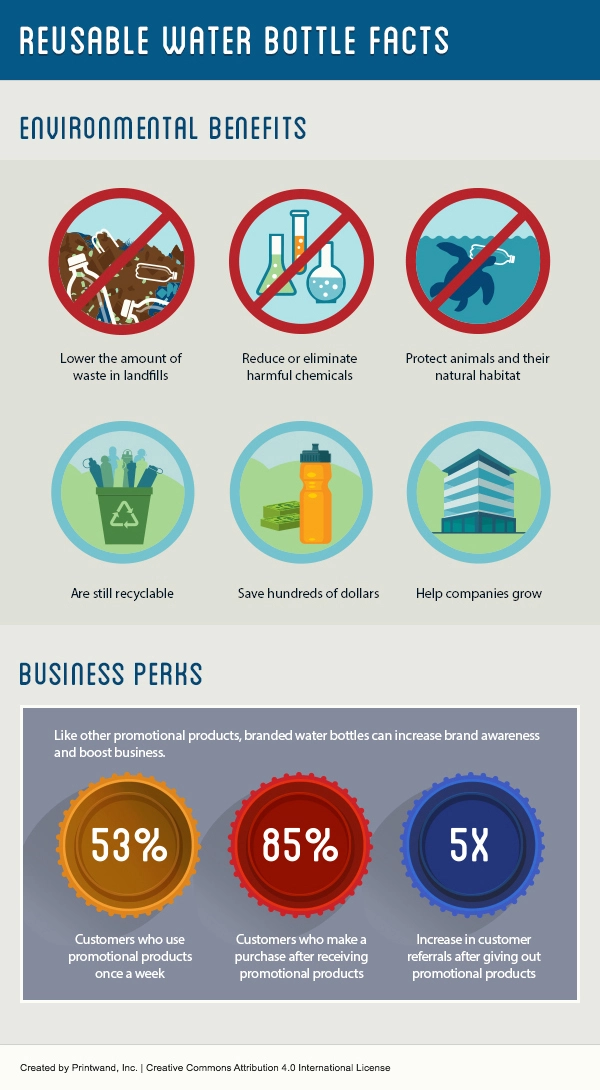 REUSABLE WATER BOTTLE FACTS
ENVIRONMENTAL BENEFITS
Lower the amount of
waste in landfills
Reduce or eliminate
harmful chemicals
Protect animals and their
natural habitat
Are still recyclable
Save hundreds of dollars
Help companies grow
BUSINESS PERKS
Like other promotional products, branded water bottles can increase brand awareness
and boost business.
53%
85%
5X
Customers who use
promotional products
once a week
Customers who make a
purchase after receiving
promotional products
Increase in customer
referrals after giving out
promotional products
Created by Printwand, Inc. | Creative Commons Attribution 4.0 International License